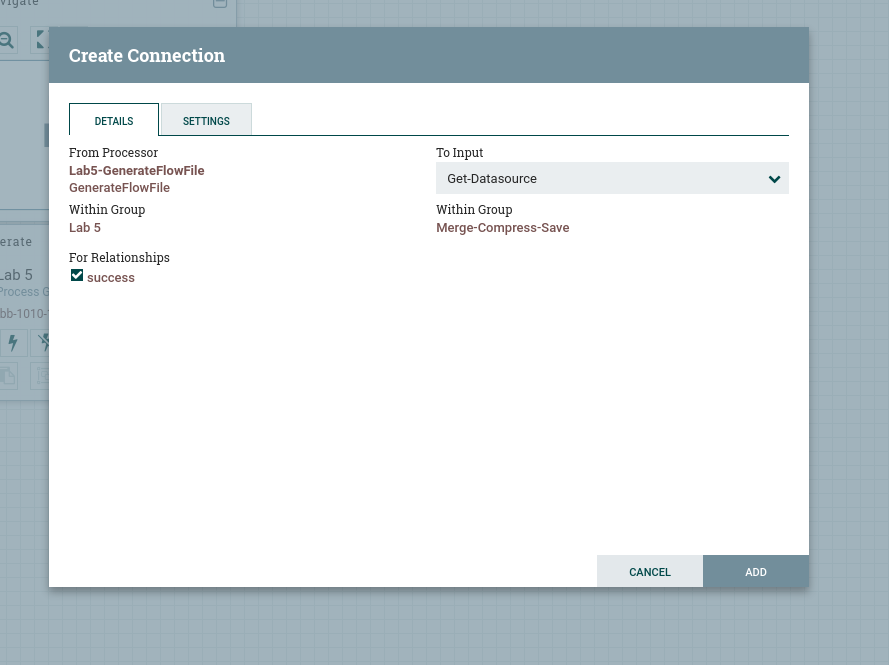 vigate
Create Connection
DETAILS
SETTINGS
From Processor
Lab5-GenerateFlowFile
GenerateFlowFile
Within Group
Lab 5
For Relationships
success
To Input
Get-Datasource
Within Group
Merge-Compress-Save
erate
Lab 5
Process G
bb-1010-
CANCEL
ADD